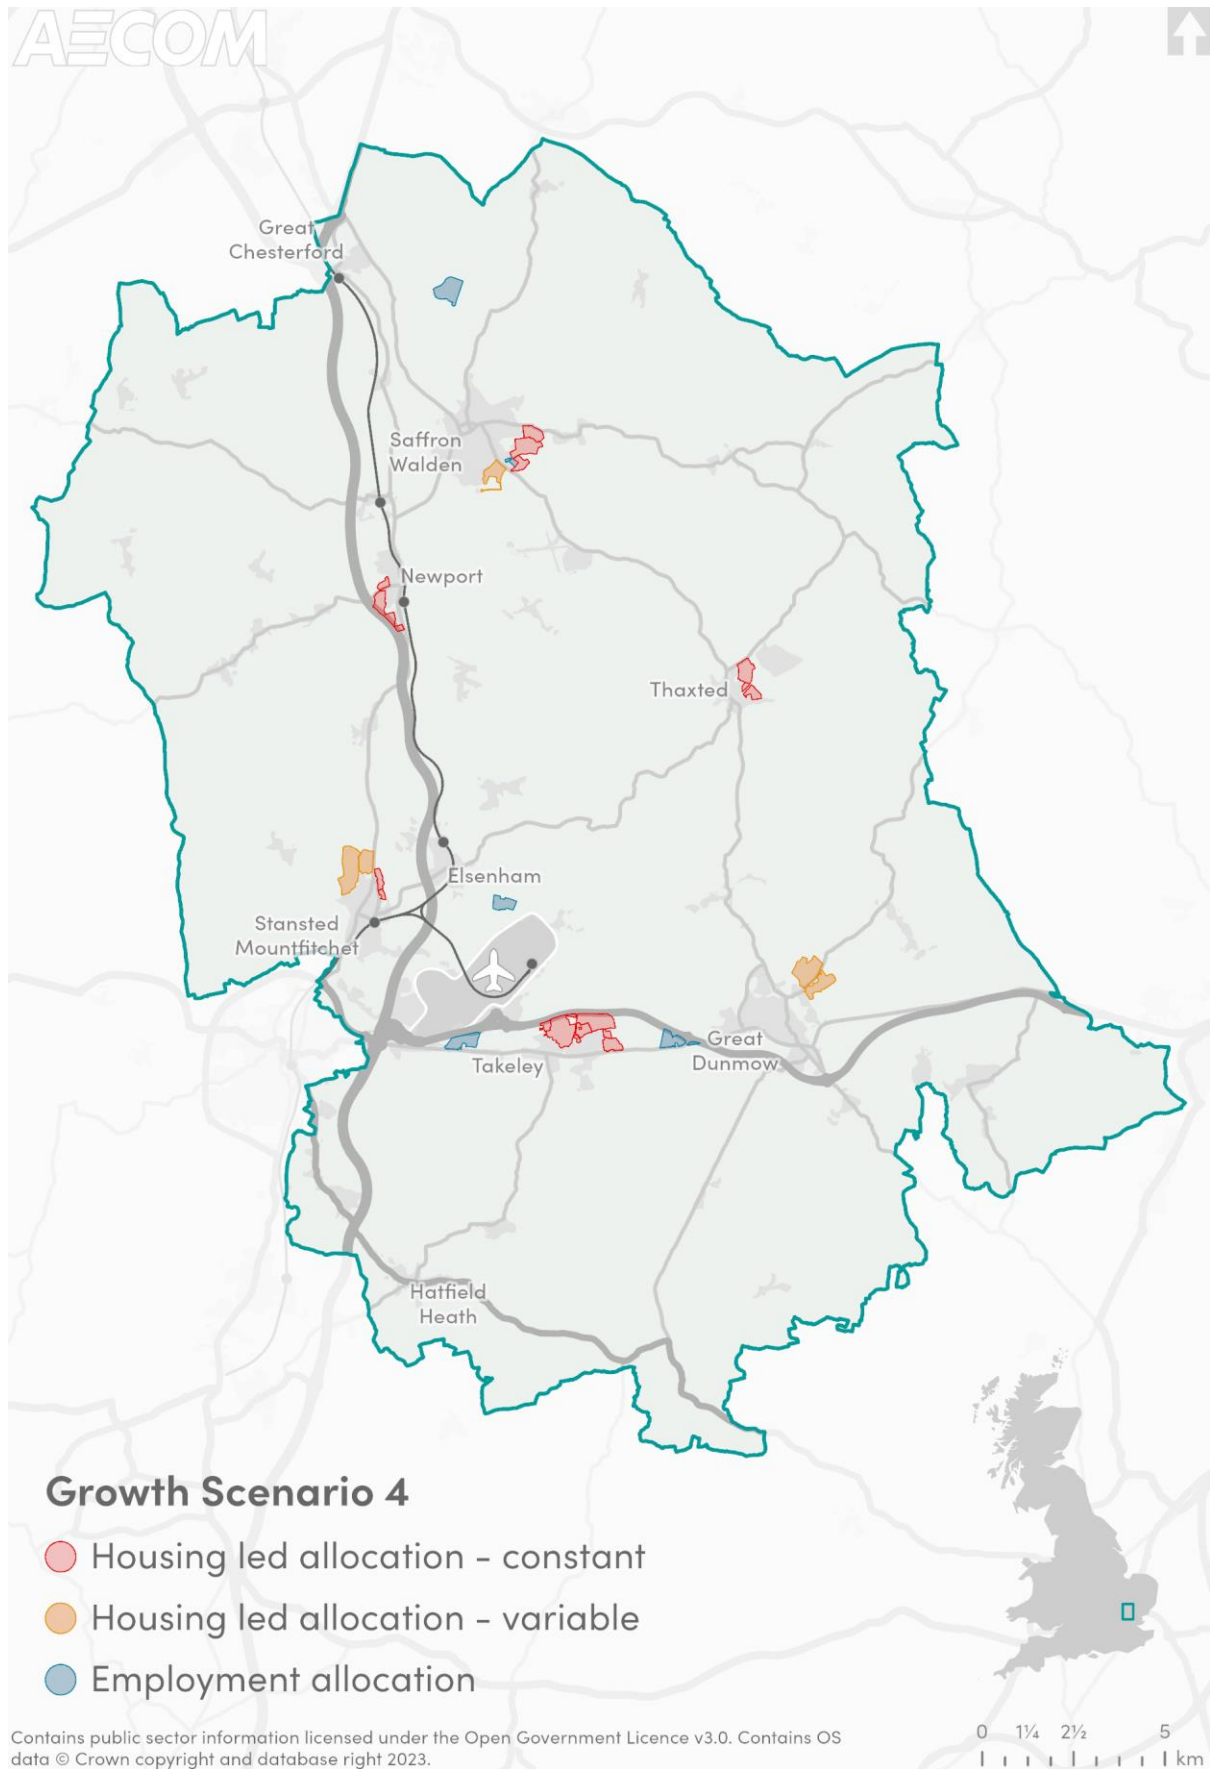 AECOM
Great
Chesterford
Saffron
Walden
Newport
Thaxted
Elsenham
Stansted
Mountfitchet
Great
Dunmow
Takeley
Hatfield
Heath
Growth Scenario 4
Housing led allocation - constant
Housing led allocation - variable
Employment allocation
Contains public sector information licensed under the Open Government Licence v3.0. Contains OS
data © Crown copyright and database right 2023.
0 1¼ 2½ 5
km